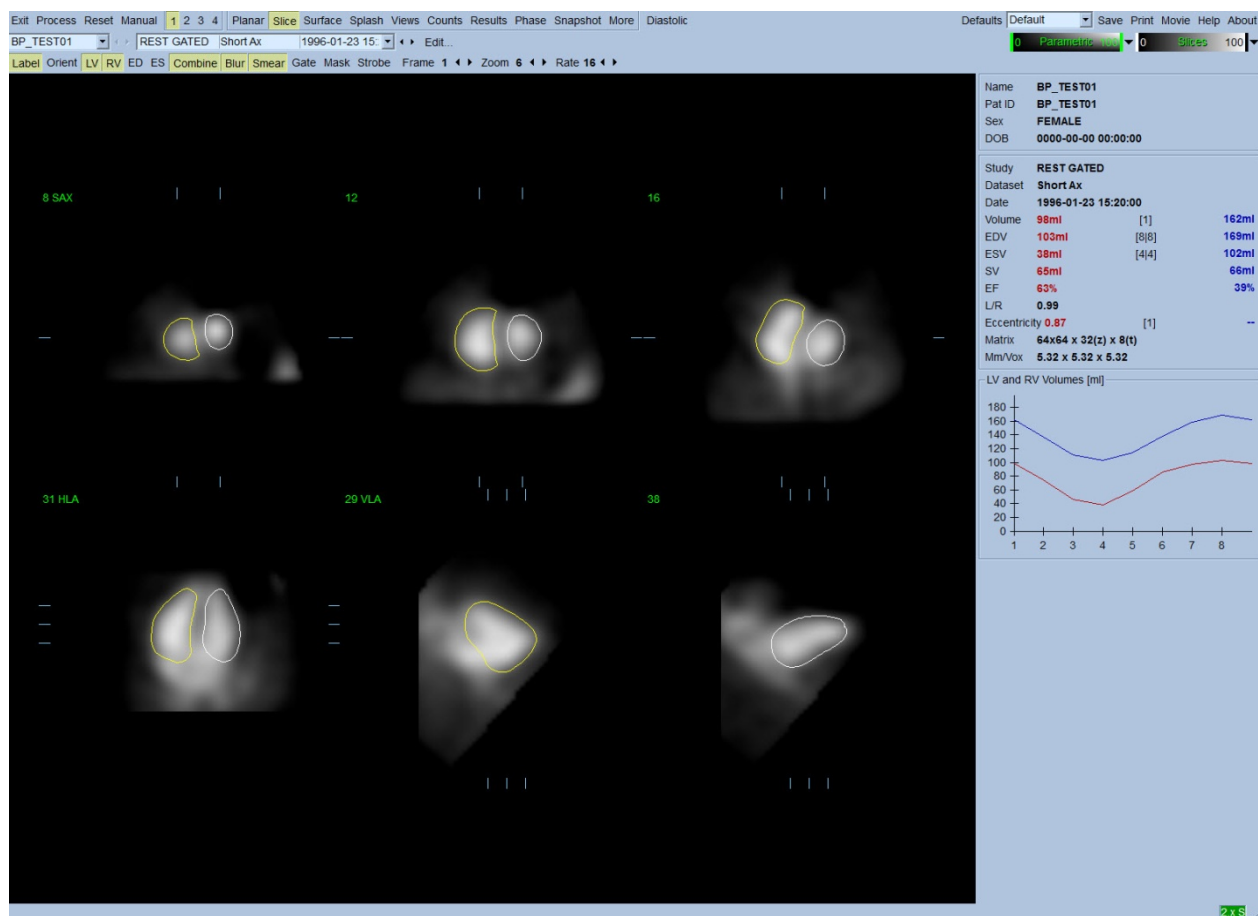 Exit Process Reset Manual 1 2 3 4 Planar Slice Surface Splash Views Counts Results Phase Snapshot More Diastolic Defaults Default Save Print Movie Help About
BP_TEST01 REST GATED Short Ax 1996-01-23 15: Edit... 0 Parametric 100 0 Slices 100
Label Orient LV RV ED ES Combine Blur Smear Gate Mask Strobe Frame 1 Zoom 6 Rate 16
8 SAX 12 16
31 HLA 29 VLA 38
Name BP_TEST01
Pat ID BP_TEST01
Sex FEMALE
DOB 0000-00-00 00:00:00
Study REST GATED
Dataset Short Ax
Date 1996-01-23 15:20:00
Volume 98ml [1] 162ml
EDV 103ml [8|8] 169ml
ESV 38ml [4|4] 102ml
SV 65ml 66ml
EF 63% 39%
L/R 0.99
Eccentricity 0.87 [1] --
Matrix 64x64 x 32(z) x 8(t)
Mm/Vox 5.32 x 5.32 x 5.32
LV and RV Volumes [ml]
180
160
140
120
100
80
60
40
20
0
1 2 3 4 5 6 7 8
2 x S